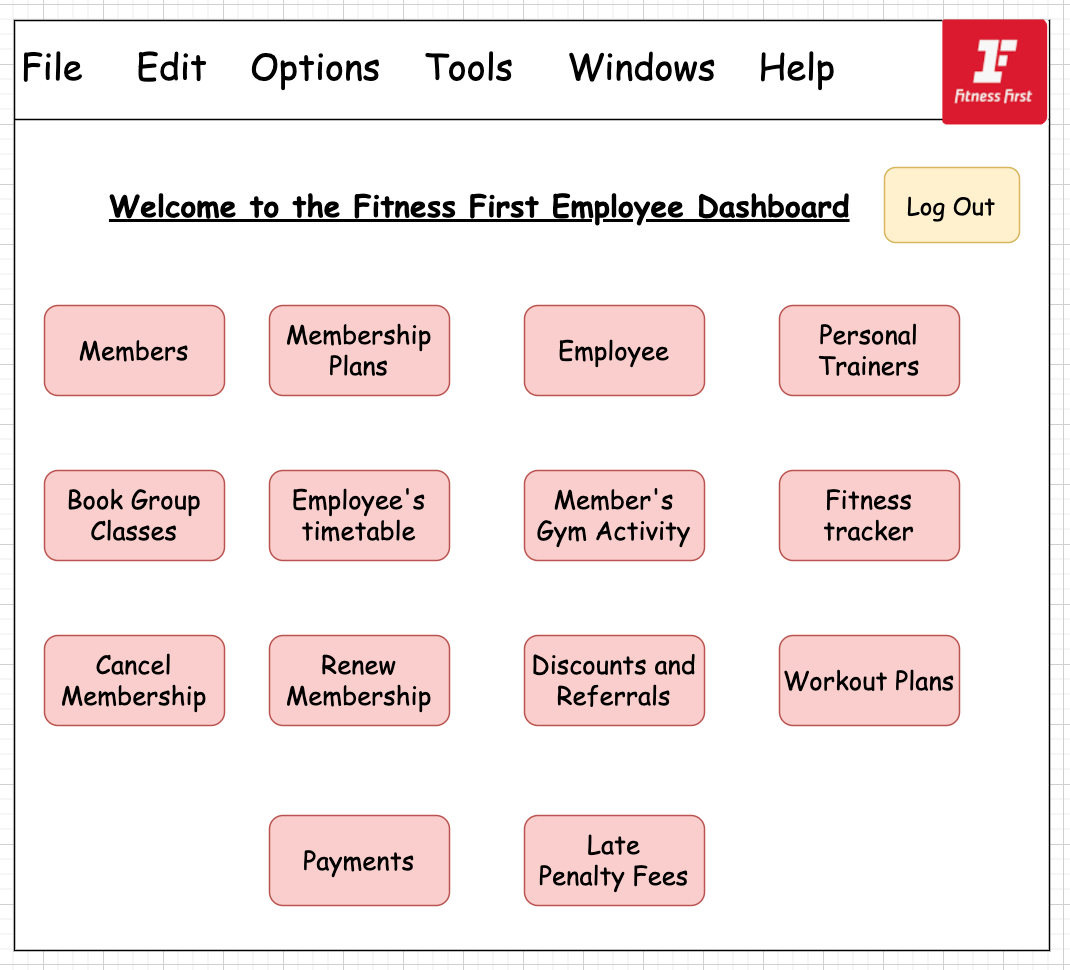 File Edit Options Tools Windows Help
Fitness First
Welcome to the Fitness First Employee Dashboard
Log Out
Members
Membership
Plans
Employee
Personal
Trainers
Book Group
Classes
Employee's
timetable
Member's
Gym Activity
Fitness
tracker
Cancel
Membership
Renew
Membership
Discounts and
Referrals
Workout Plans
Payments
Late
Penalty Fees